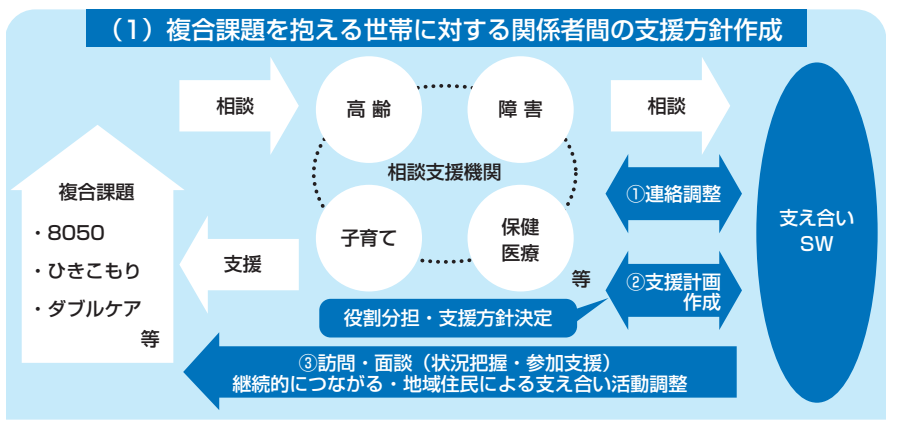 （1）複合課題を抱える世帯に対する関係者間の支援方針作成
相談
高齢
障害
相談
相談支援機関
複合課題
・8050
・ひきこもり
・ダブルケア
等
支援
子育て
保健
医療
等
①連絡調整
②支援計画
作成
支え合い
SW
役割分担・支援方針決定
③訪問・面談（状況把握・参加支援）
継続的につながる・地域住民による支え合い活動調整